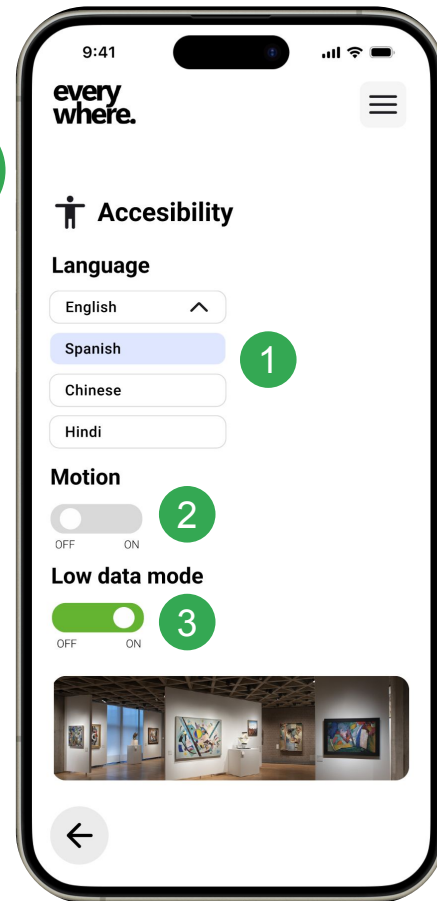 9:41
every
where.
Accesibility
Language
English
Spanish
1
Chinese
Hindi
Motion
2
OFF ON
Low data mode
3
OFF ON